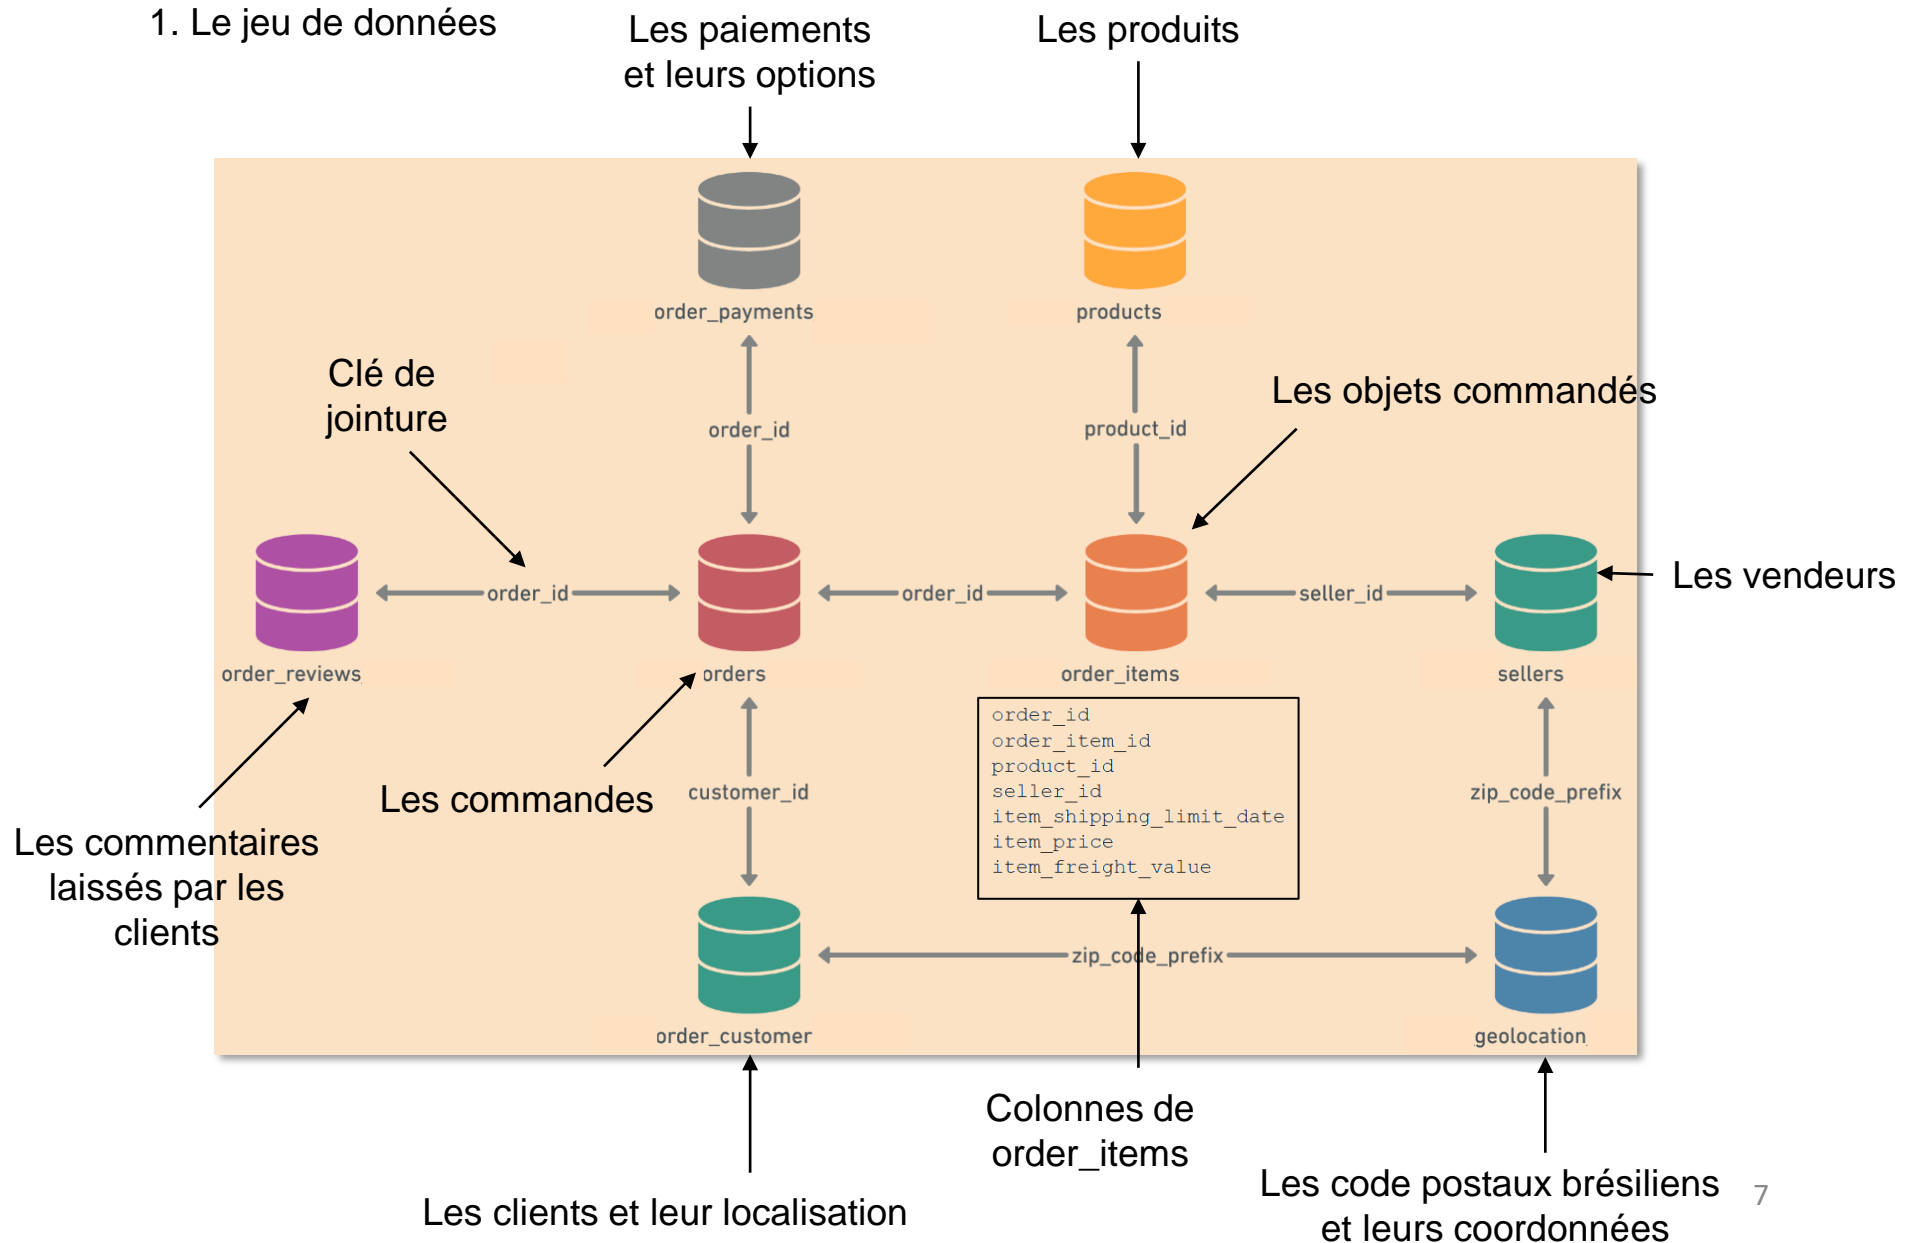 1. Le jeu de données
Les paiements
et leurs options
Les produits
order_payments
products
Clé de
jointure
Les objets commandés
order_id
product_id
order_id
order_id
seller_id
Les vendeurs
order_reviews
orders
order_items
sellers
order_id
order_item_id
product_id
seller_id
item_shipping_limit_date
item_price
item_freight_value
Les commandes
customer_id
zip_code_prefix
Les commentaires
laissés par les
clients
zip_code_prefix
order_customer
geolocation
Colonnes de
order_items
Les clients et leur localisation
Les code postaux brésiliens
et leurs coordonnées
7